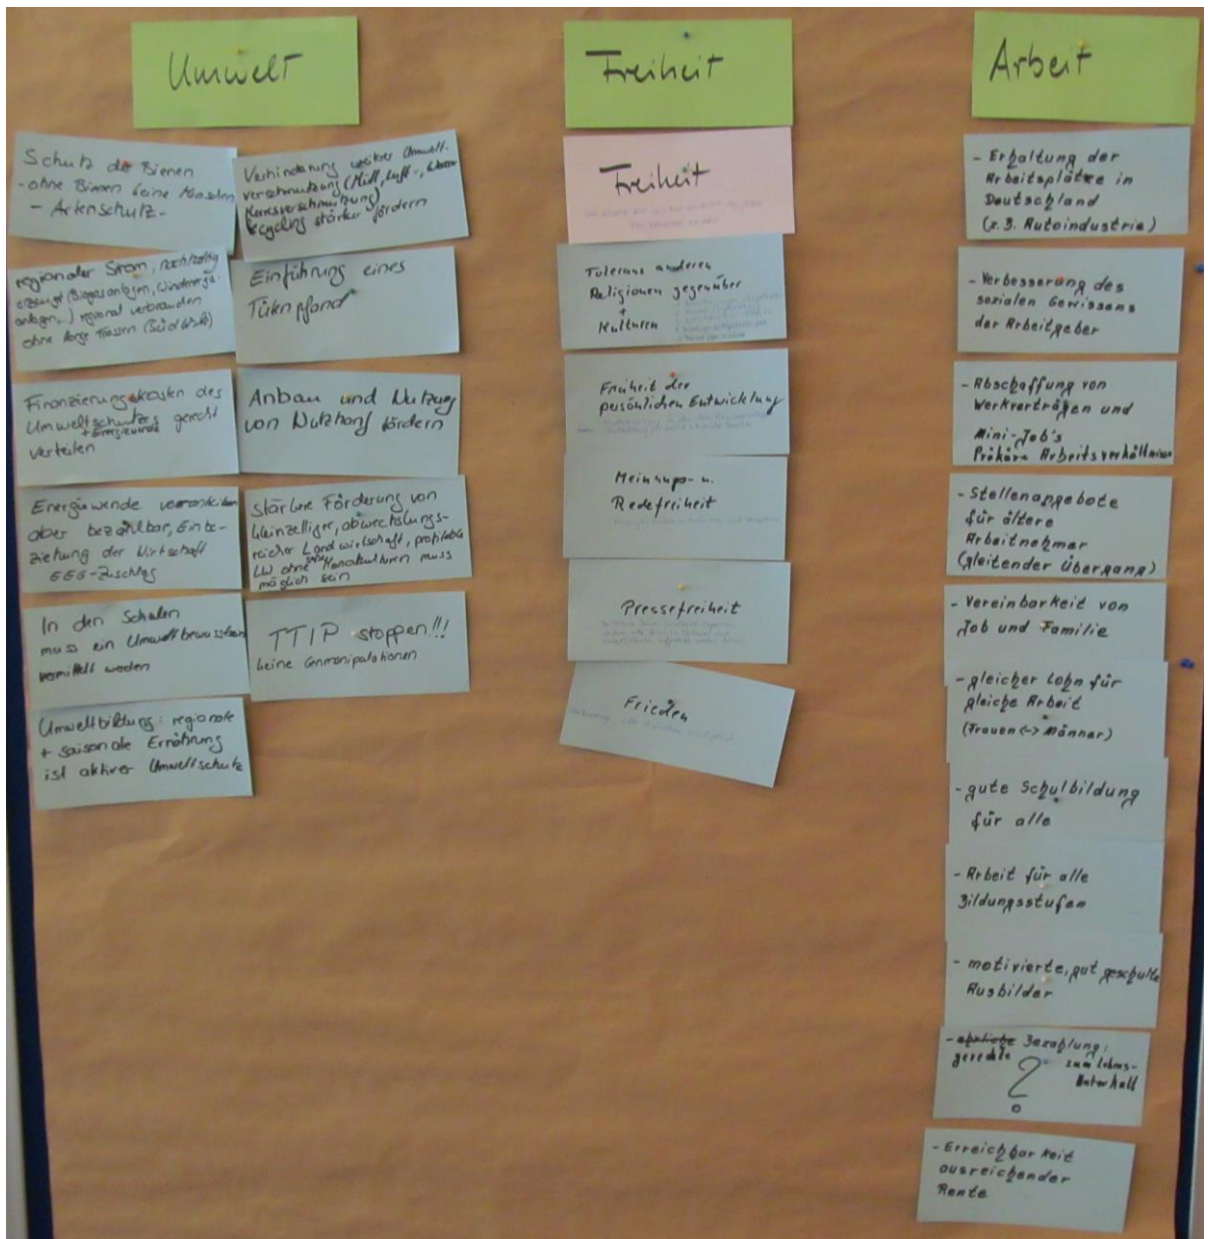 Umwelt
Schutz der Bienen
- ohne Bienen keine Menschen
- Artenschutz -
regionaler Strom, nachhaltig
erzeugt (Biogasanlagen, Windenergie-
anlagen,..) regional verbrauchen
ohne lange Trassen
Finanzierungskosten des
Umweltschutzes gerecht
+ Energiewende
verteilen
Energiewende vorantreiben
aber bezahlbar, Einbe-
ziehung der Wirtschaft
EEG-Zuschlag
In den Schulen
muss ein Umweltbewusstsein
vermittelt werden
Umweltbildung: regionale
+ saisonale Ernährung
ist aktiver Umweltschutz
Verhinderung weiterer Umwelt-
verschmutzung (Müll, Luft-,
Recycling stärker fördern
Einführung eines
Tütenpfand
Anbau und Nutzung
von Nutzhanf fördern
stärkere Förderung von
kleinzelliger, abwechslungs-
reicher Landwirtschaft, profitable
LW ohne Monokulturen muss
möglich sein
TTIP stoppen!!!
keine Genmanipulationen
Freiheit
Freiheit
Toleranz anderen
Religionen gegenüber
+
Kulturen
Freiheit der
persönlichen Entwicklung
Meinungs- u.
Redefreiheit
Pressefreiheit
Frieden
Arbeit
- Erhaltung der
Arbeitsplätze in
Deutschland
(z.B. Autoindustrie)
- Verbesserung des
sozialen Gewissens
der Arbeitgeber
- Abschaffung von
Werkverträgen und
Mini-Job's
Prekäre Arbeitsverhältnisse
- Stellenangebote
für ältere
Arbeitnehmer
(gleitender Übergang)
- Vereinbarkeit von
Job und Familie
- gleicher Lohn für
gleiche Arbeit
(Frauen <-> Männer)
- gute Schulbildung
für alle
- Arbeit für alle
Bildungsstufen
- motivierte, gut geschulte
Ausbilder
- ehrliche Bezahlung:
gerechte ? zum Lebens-
Unterhalt
- Erreichbarkeit
ausreichender
Rente